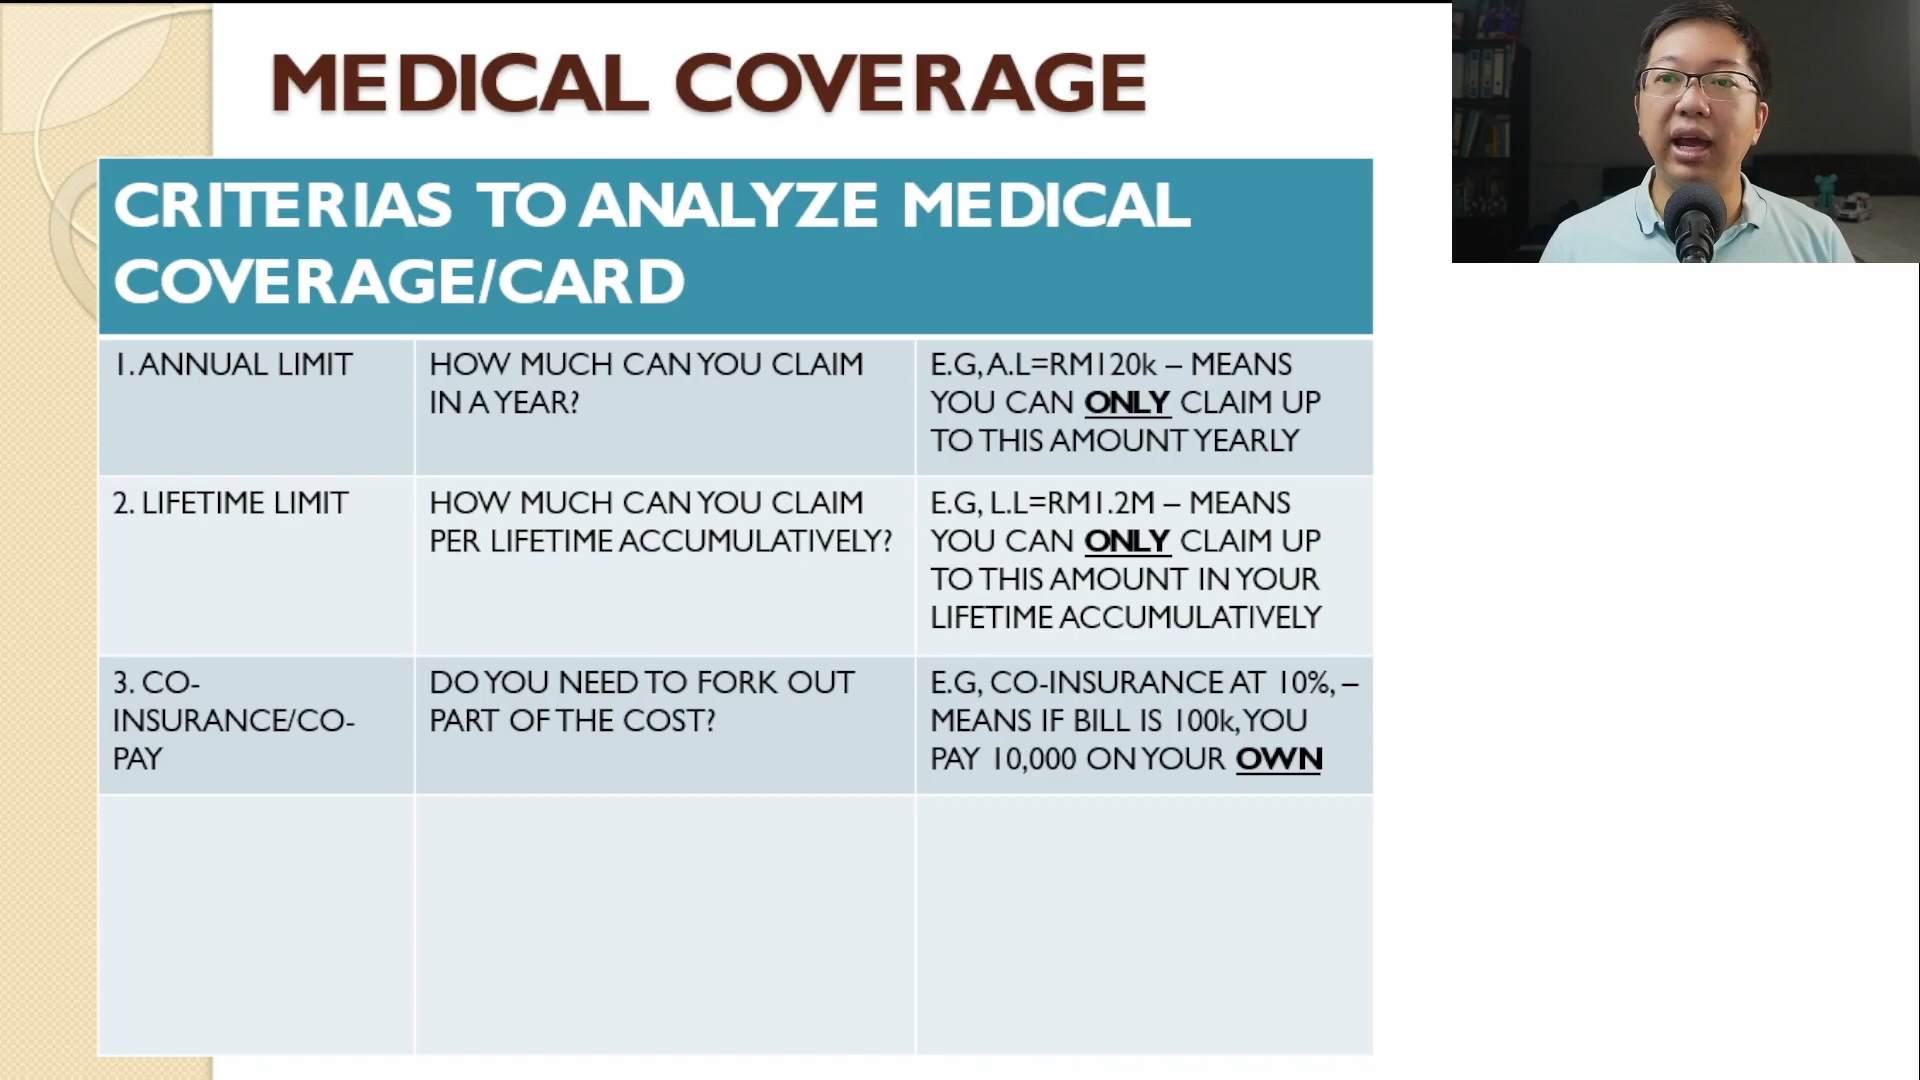 MEDICAL COVERAGE
CRITERIAS TO ANALYZE MEDICAL
COVERAGE/CARD
1. ANNUAL LIMIT
HOW MUCH CAN YOU CLAIM
IN A YEAR?
E.G, A.L=RM120k – MEANS
YOU CAN ONLY CLAIM UP
TO THIS AMOUNT YEARLY
2. LIFETIME LIMIT
HOW MUCH CAN YOU CLAIM
PER LIFETIME ACCUMULATIVELY?
E.G, L.L=RM1.2M – MEANS
YOU CAN ONLY CLAIM UP
TO THIS AMOUNT IN YOUR
LIFETIME ACCUMULATIVELY
3. CO-
INSURANCE/CO-
PAY
DO YOU NEED TO FORK OUT
PART OF THE COST?
E.G, CO-INSURANCE AT 10%, –
MEANS IF BILL IS 100k, YOU
PAY 10,000 ON YOUR OWN